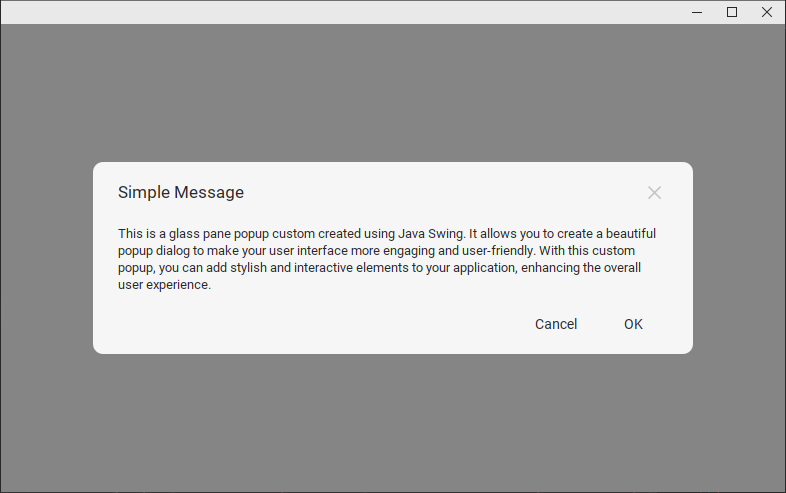 Simple Message
This is a glass pane popup custom created using Java Swing. It allows you to create a beautiful
popup dialog to make your user interface more engaging and user-friendly. With this custom
popup, you can add stylish and interactive elements to your application, enhancing the overall
user experience.
Cancel OK